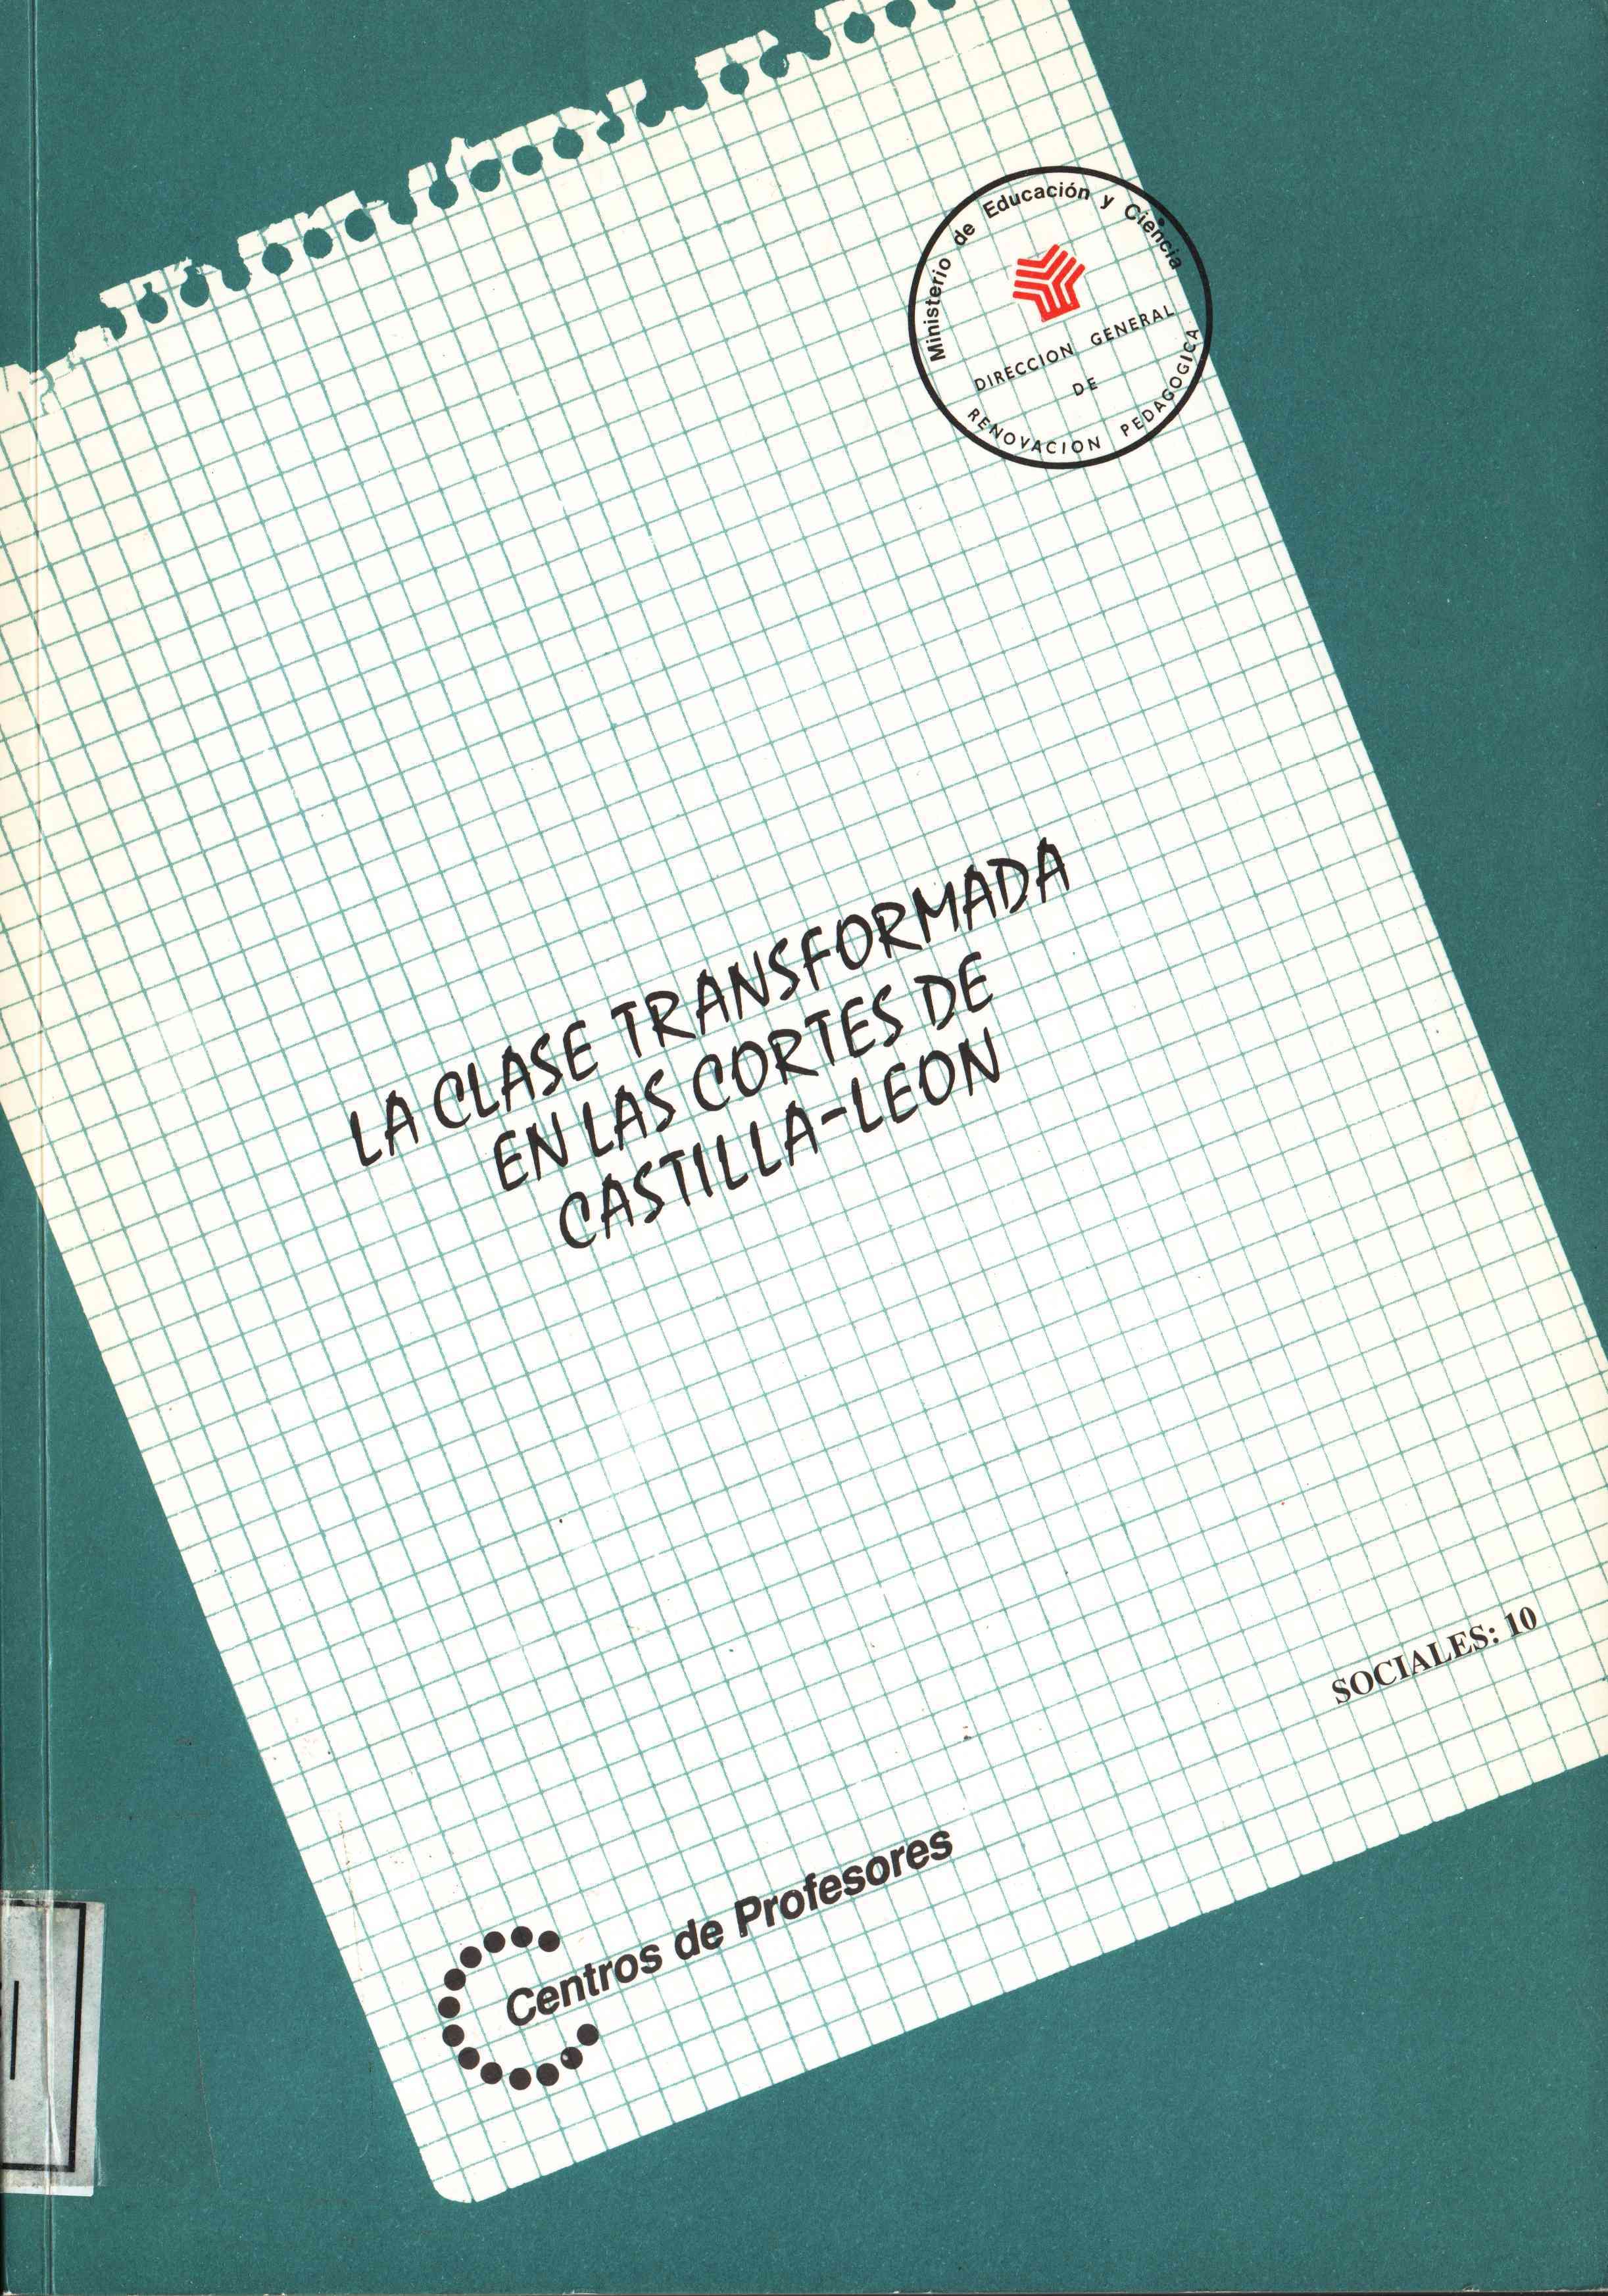 Ministerio de Educación y Ciencia
DIRECCION GENERAL
DE
RENOVACION PEDAGOGICA
LA CLASE TRANSFORMADA
EN LAS CORTES DE
CASTILLA-LEON
SOCIALES: 10
Centros de Profesores